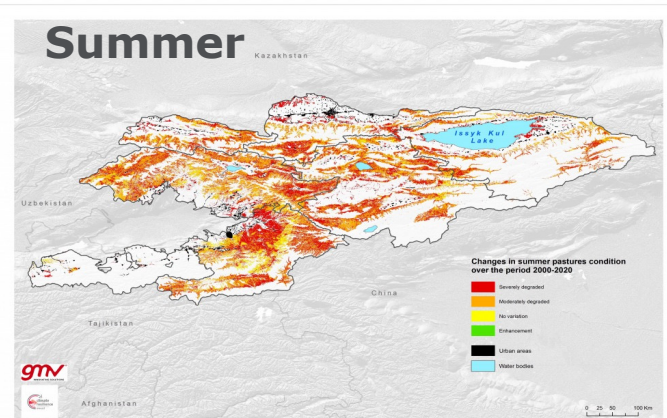 Summer
Kazakhstan
Issyk Kul
Lake
Uzbekistan
Changes in summer pastures condition
over the period 2000-2020
Severely degraded
Moderately degraded
No variation
Enhancement
Urban areas
Water bodies
China
Tajikistan
gmv
Afghanistan
0 25 50 100 Km